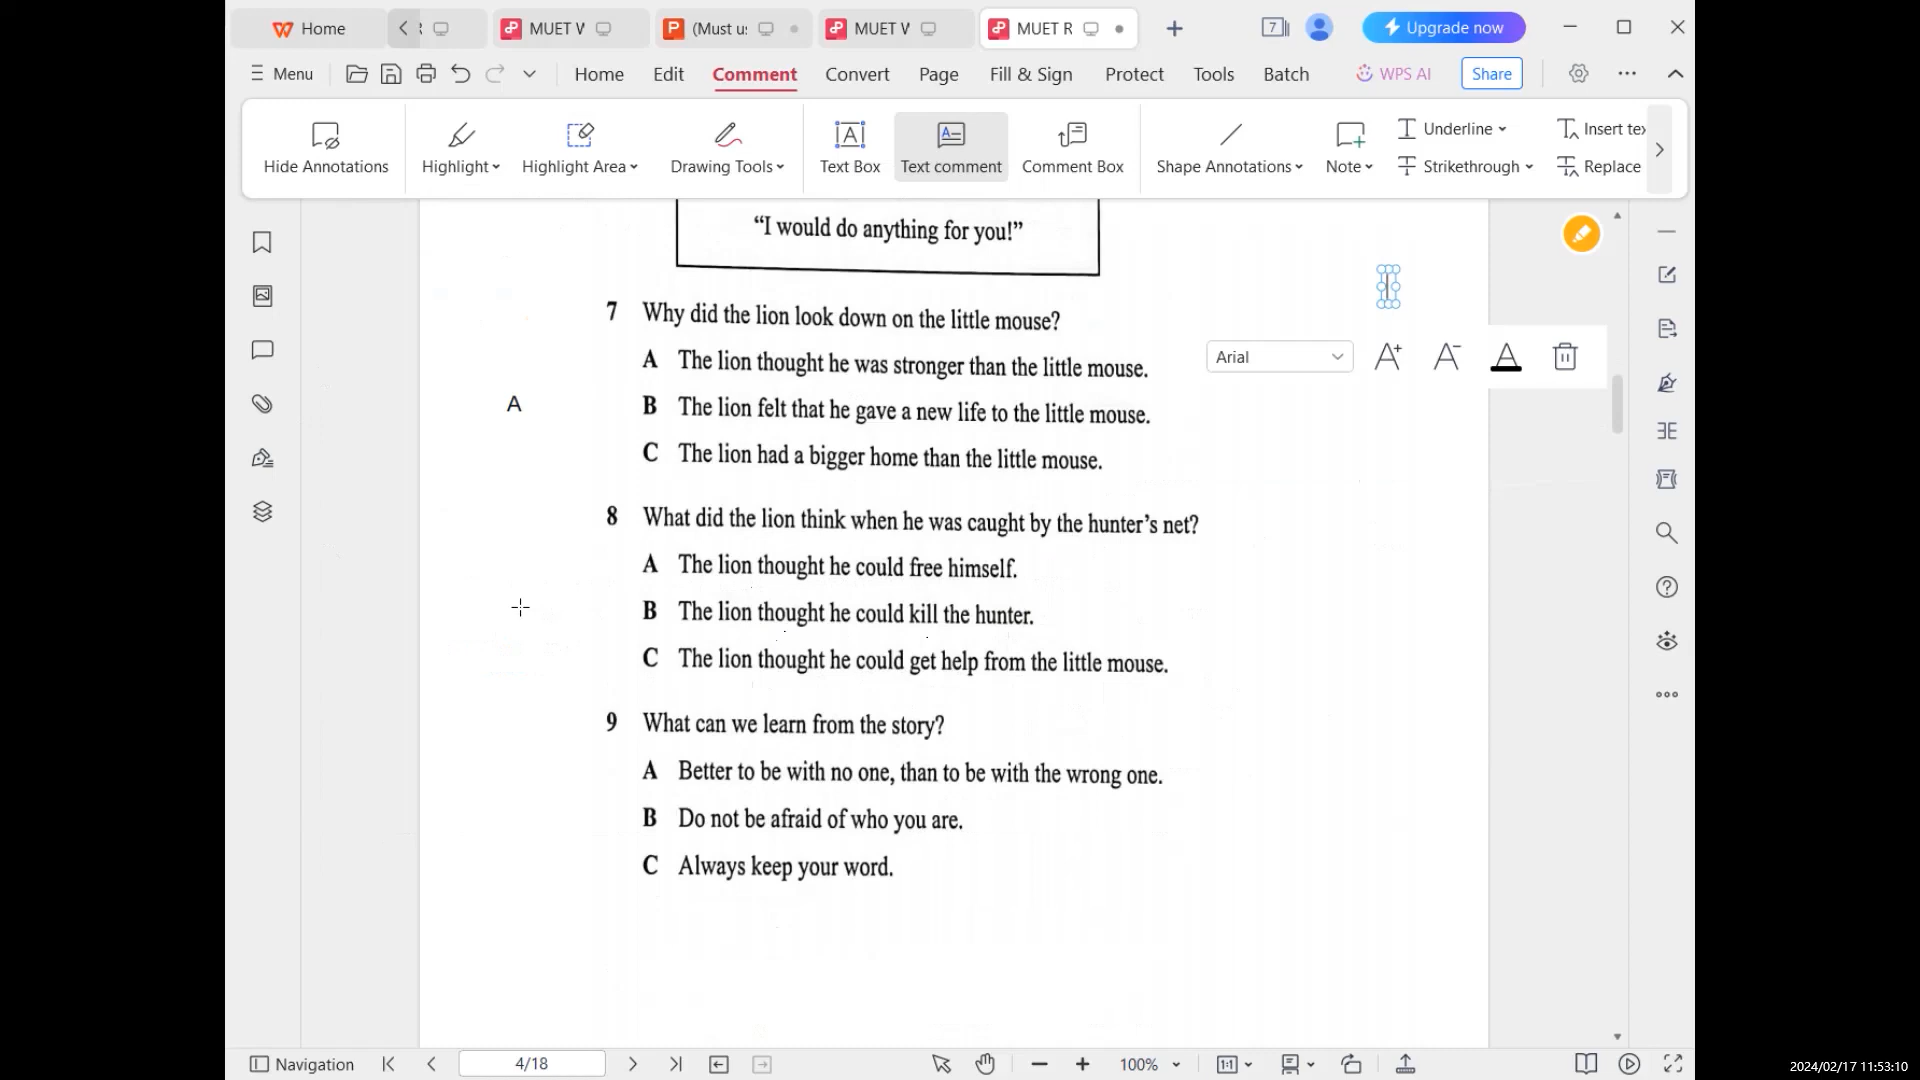 Home
MUET V
(Must u
MUET V
MUET R
7
Upgrade now
Menu
Home
Edit
Comment
Convert
Page
Fill & Sign
Protect
Tools
Batch
WPS AI
Share
Hide Annotations
Highlight
Highlight Area
Drawing Tools
Text Box
Text comment
Comment Box
Shape Annotations
Note
Underline
Strikethrough
Insert tex
Replace
“I would do anything for you!”
7 Why did the lion look down on the little mouse?
A The lion thought he was stronger than the little mouse.
Arial
A
B The lion felt that he gave a new life to the little mouse.
C The lion had a bigger home than the little mouse.
8 What did the lion think when he was caught by the hunter’s net?
A The lion thought he could free himself.
B The lion thought he could kill the hunter.
C The lion thought he could get help from the little mouse.
9 What can we learn from the story?
A Better to be with no one, than to be with the wrong one.
B Do not be afraid of who you are.
C Always keep your word.
Navigation
4/18
1:1
100%
2024/02/17 11:53:10